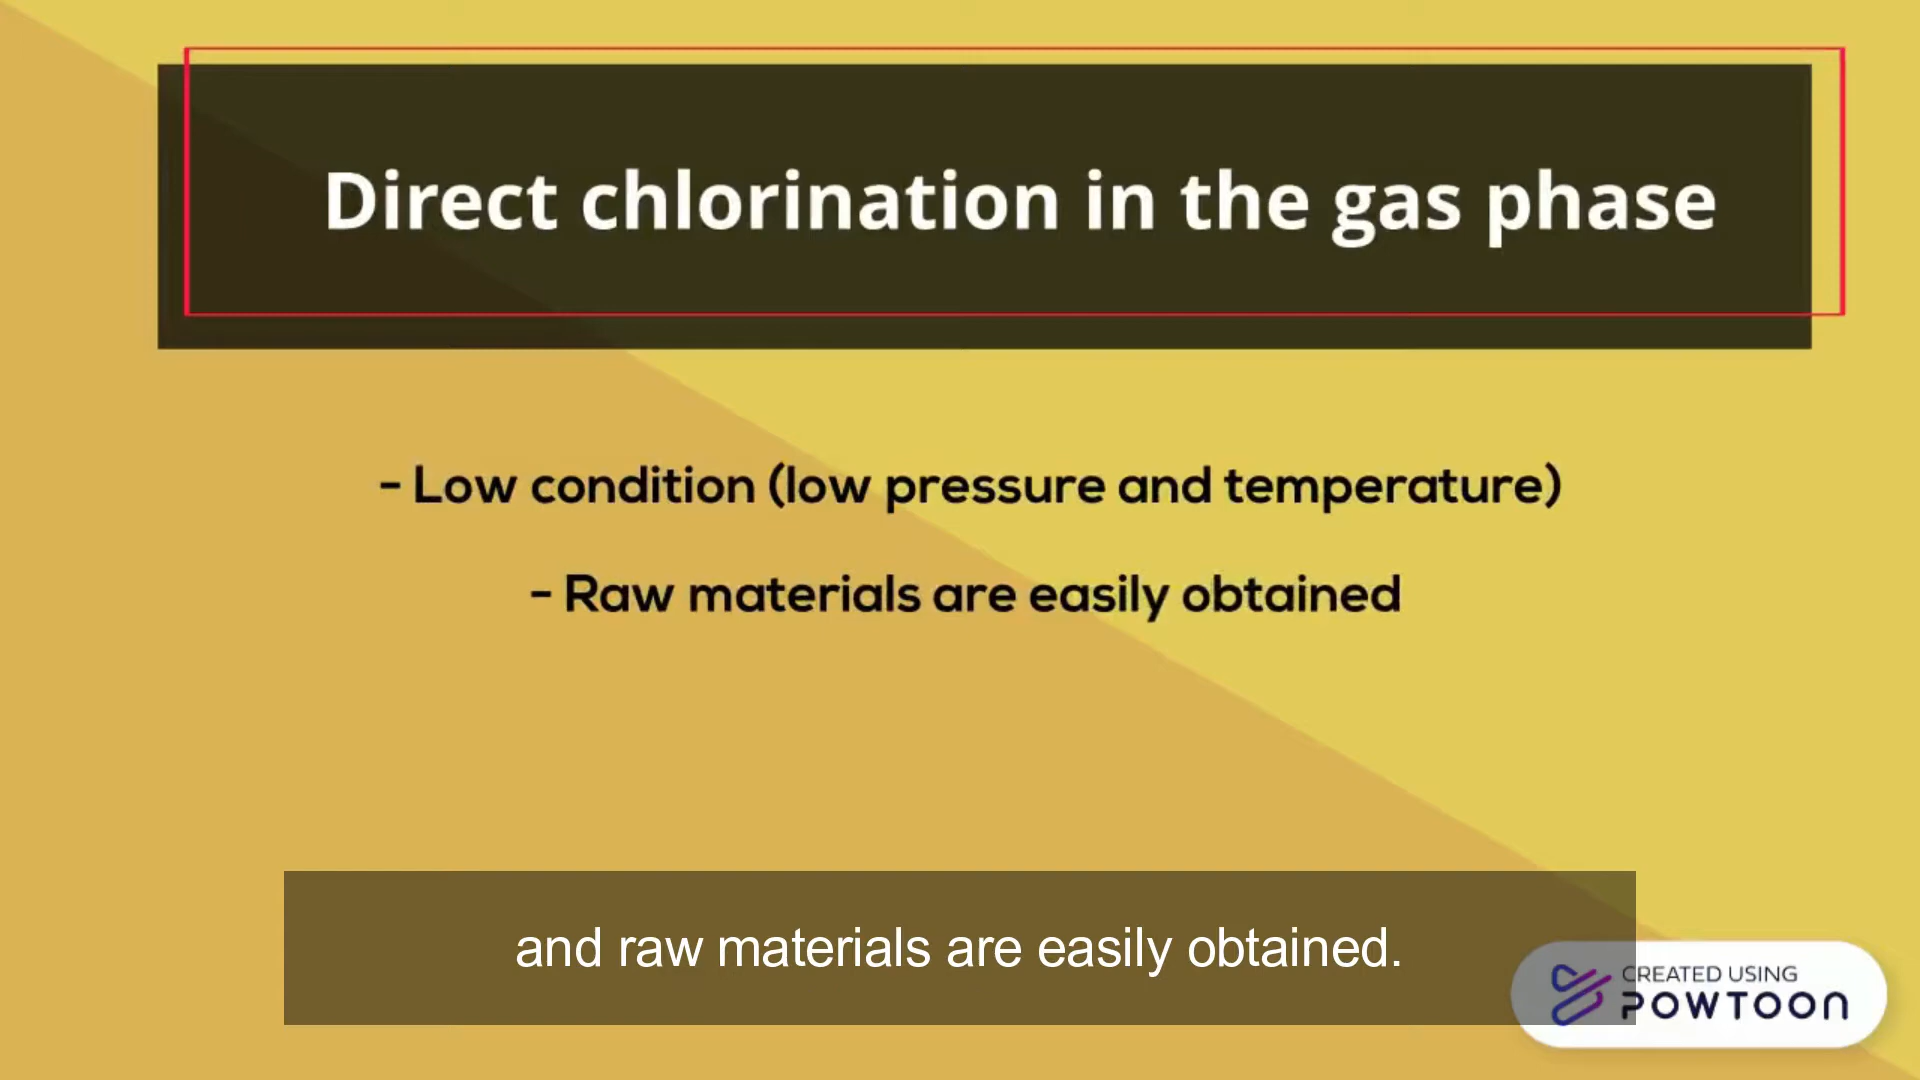 Direct chlorination in the gas phase
- Low condition (low pressure and temperature)
- Raw materials are easily obtained
and raw materials are easily obtained.
CREATED USING
POWTOON